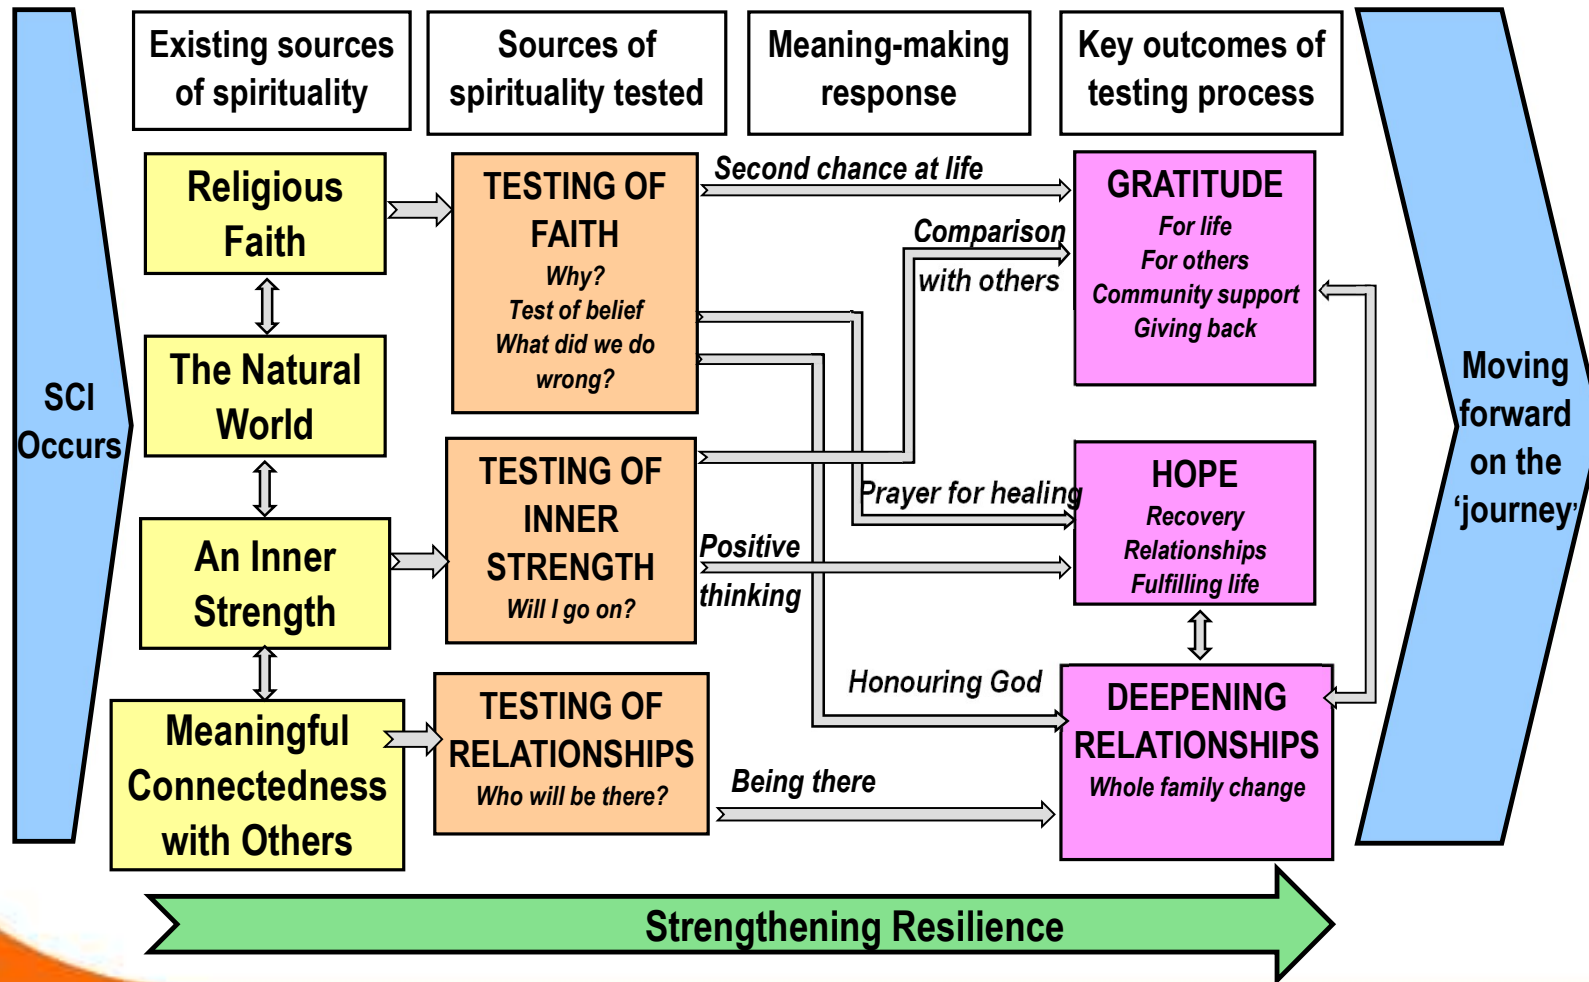 Existing sources
of spirituality
Sources of
spirituality tested
Meaning-making
response
Key outcomes of
testing process
SCI
Occurs
Religious
Faith
The Natural
World
An Inner
Strength
Meaningful
Connectedness
with Others
TESTING OF
FAITH
Why?
Test of belief
What did we do
wrong?
TESTING OF
INNER
STRENGTH
Will I go on?
TESTING OF
RELATIONSHIPS
Who will be there?
Second chance at life
Comparison
with others
Prayer for healing
Positive
thinking
Honouring God
Being there
GRATITUDE
For life
For others
Community support
Giving back
HOPE
Recovery
Relationships
Fulfilling life
DEEPENING
RELATIONSHIPS
Whole family change
Moving
forward
on the
‘journey’
Strengthening Resilience